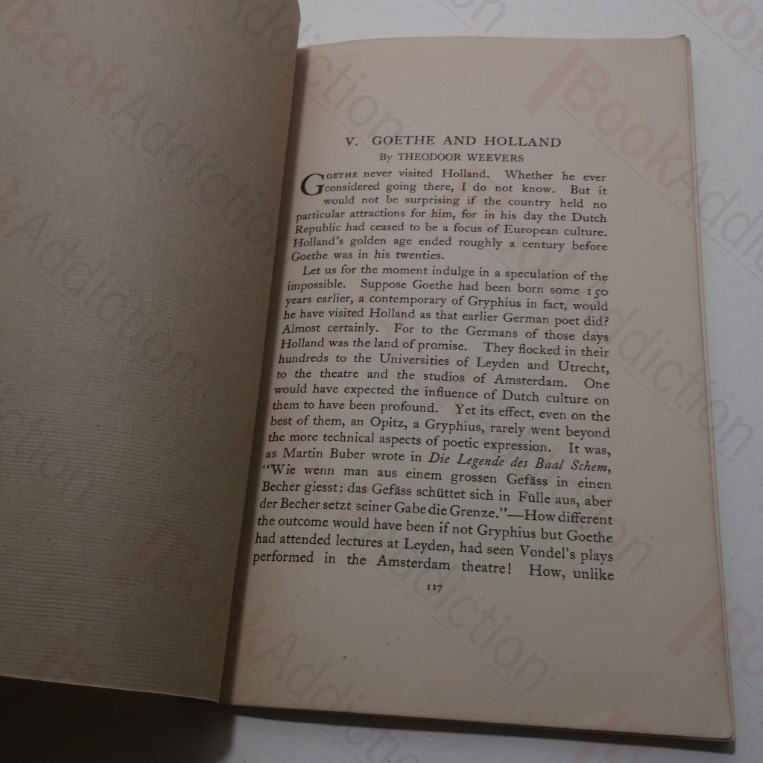 V. GOETHE AND HOLLAND
By THEODOOR WEEVERS
GOETHE never visited Holland. Whether he ever
considered going there, I do not know. But it
would not be surprising if the country held no
particular attractions for him, for in his day the Dutch
Republic had ceased to be a focus of European culture.
Holland's golden age ended roughly a century before
Goethe was in his twenties.
Let us for the moment indulge in a speculation of the
impossible. Suppose Goethe had been born some 150
years earlier, a contemporary of Gryphius in fact, would
he have visited Holland as that earlier German poet did?
Almost certainly. For to the Germans of those days
Holland was the land of promise. They flocked in their
hundreds to the Universities of Leyden and Utrecht,
to the theatre and the studios of Amsterdam. One
would have expected the influence of Dutch culture on
them to have been profound. Yet its effect, even on the
best of them, an Opitz, a Gryphius, rarely went beyond
the more technical aspects of poetic expression. It was,
as Martin Buber wrote in Die Legende des Baal Schem,
"Wie wenn man aus einem grossen Gefäss in einen
Becher giesst: das Gefäss schüttet sich in Fülle aus, aber
der Becher setzt seiner Gabe die Grenze."—How different
the outcome would have been if not Gryphius but Goethe
had attended lectures at Leyden, had seen Vondel's plays
performed in the Amsterdam theatre! How, unlike
117
BookAddiction